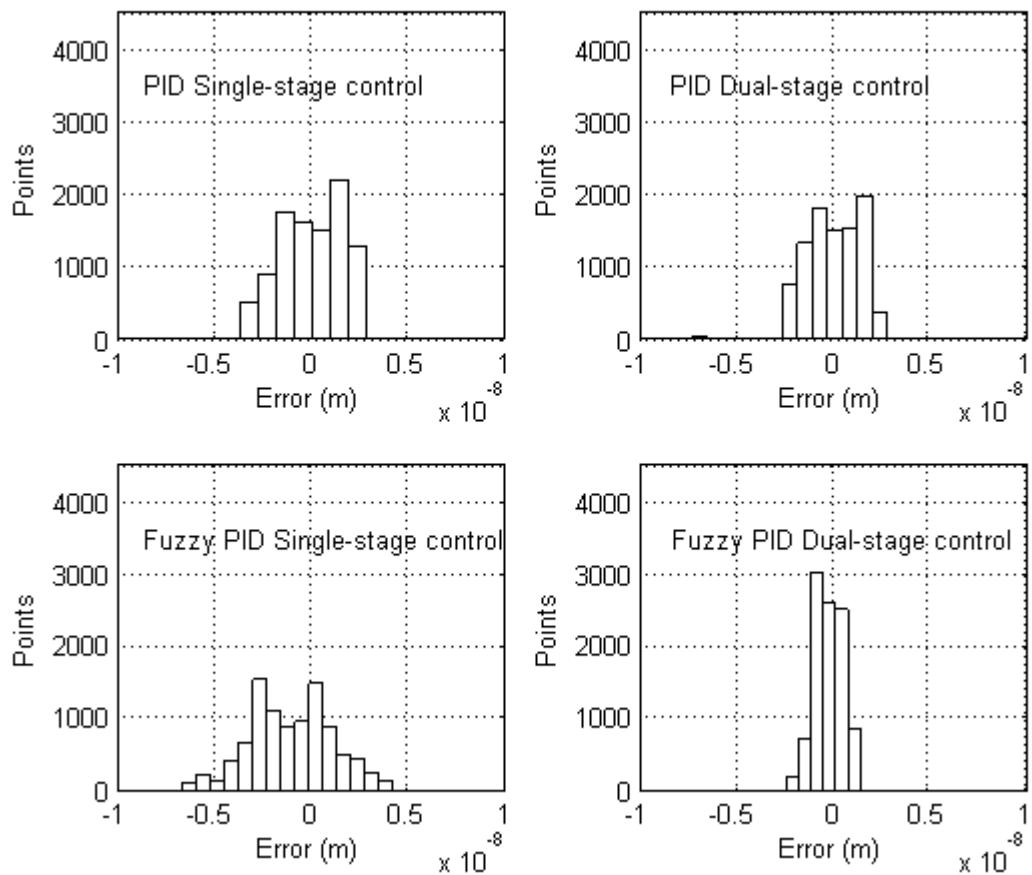 4000
PID Single-stage control
3000
Points
2000
1000
0
-1 -0.5 0 0.5 1
Error (m)
x 10^-8
4000
PID Dual-stage control
3000
Points
2000
1000
0
-1 -0.5 0 0.5 1
Error (m)
x 10^-8
4000
Fuzzy PID Single-stage control
3000
Points
2000
1000
0
-1 -0.5 0 0.5 1
Error (m)
x 10^-8
4000
Fuzzy PID Dual-stage control
3000
Points
2000
1000
0
-1 -0.5 0 0.5 1
Error (m)
x 10^-8